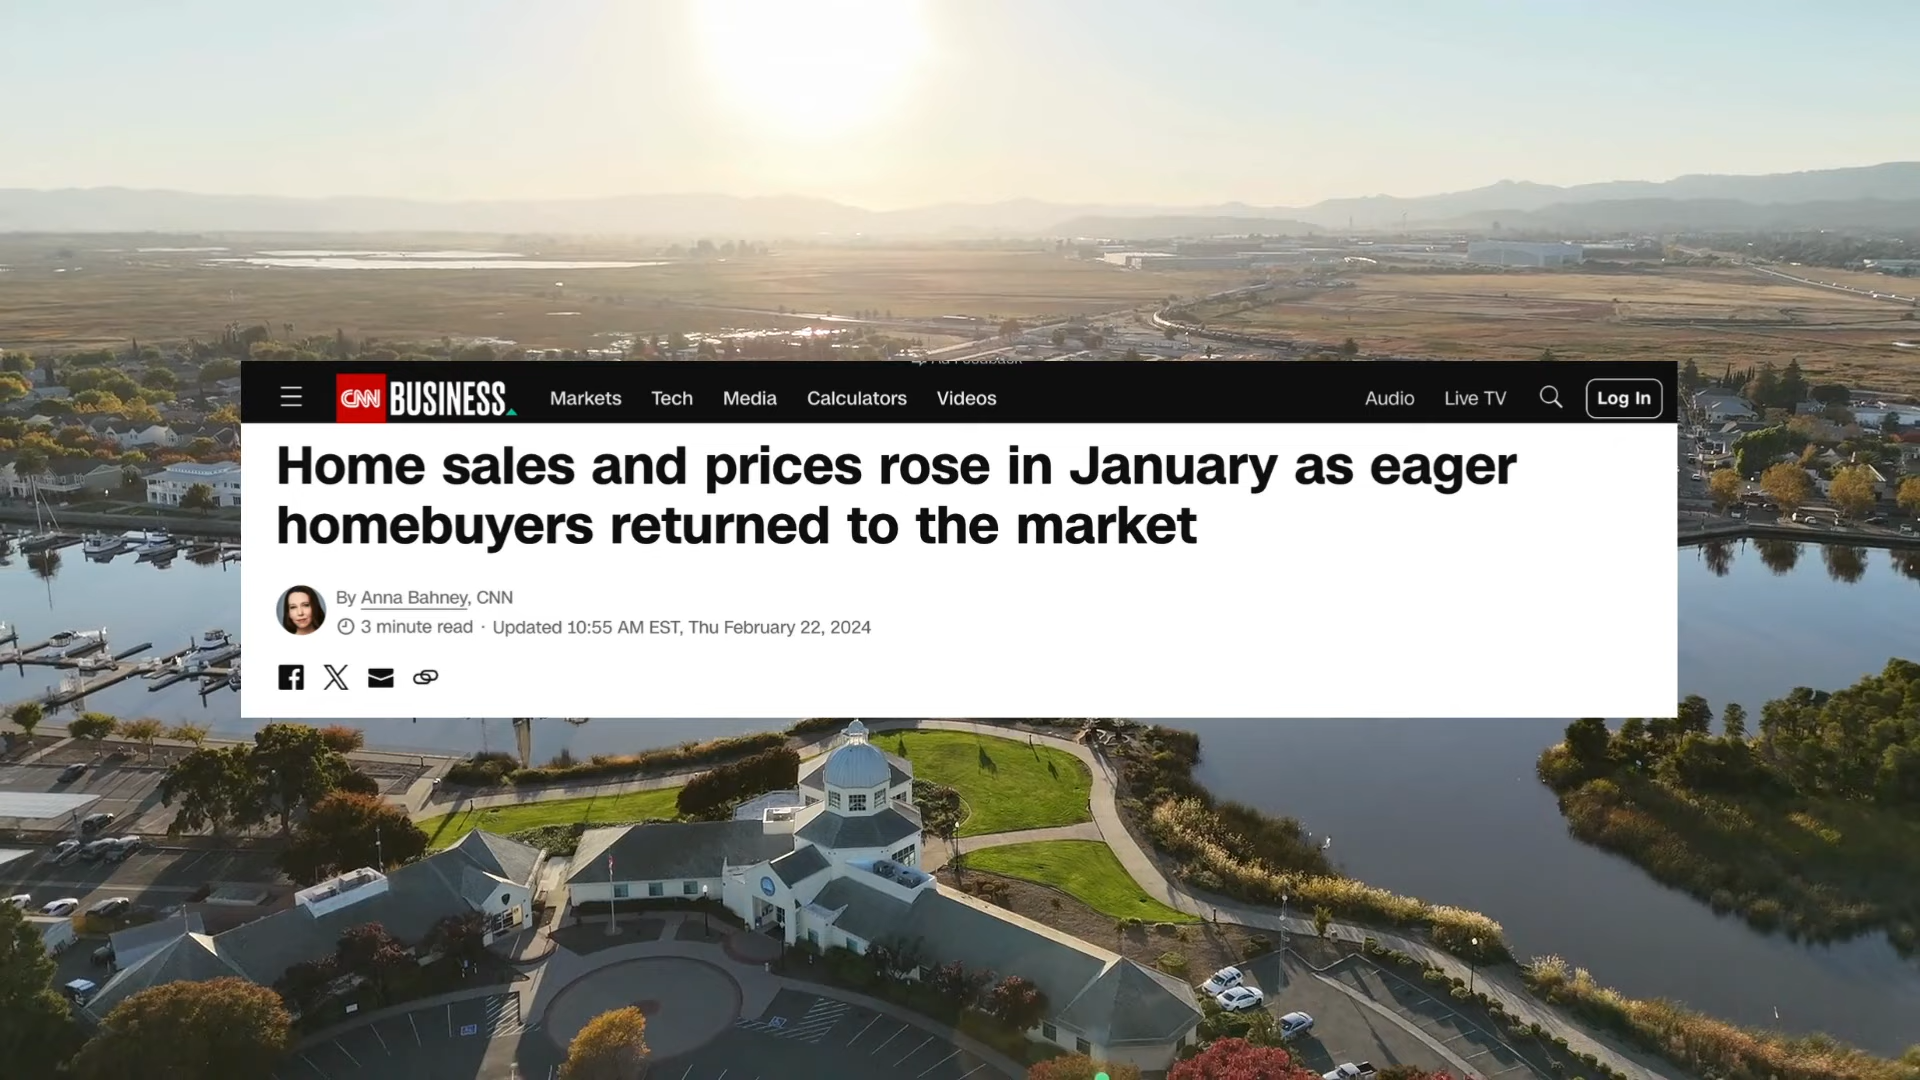 CNN BUSINESS
Markets Tech Media Calculators Videos
Audio Live TV Log In
Home sales and prices rose in January as eager
homebuyers returned to the market
By Anna Bahney, CNN
3 minute read · Updated 10:55 AM EST, Thu February 22, 2024